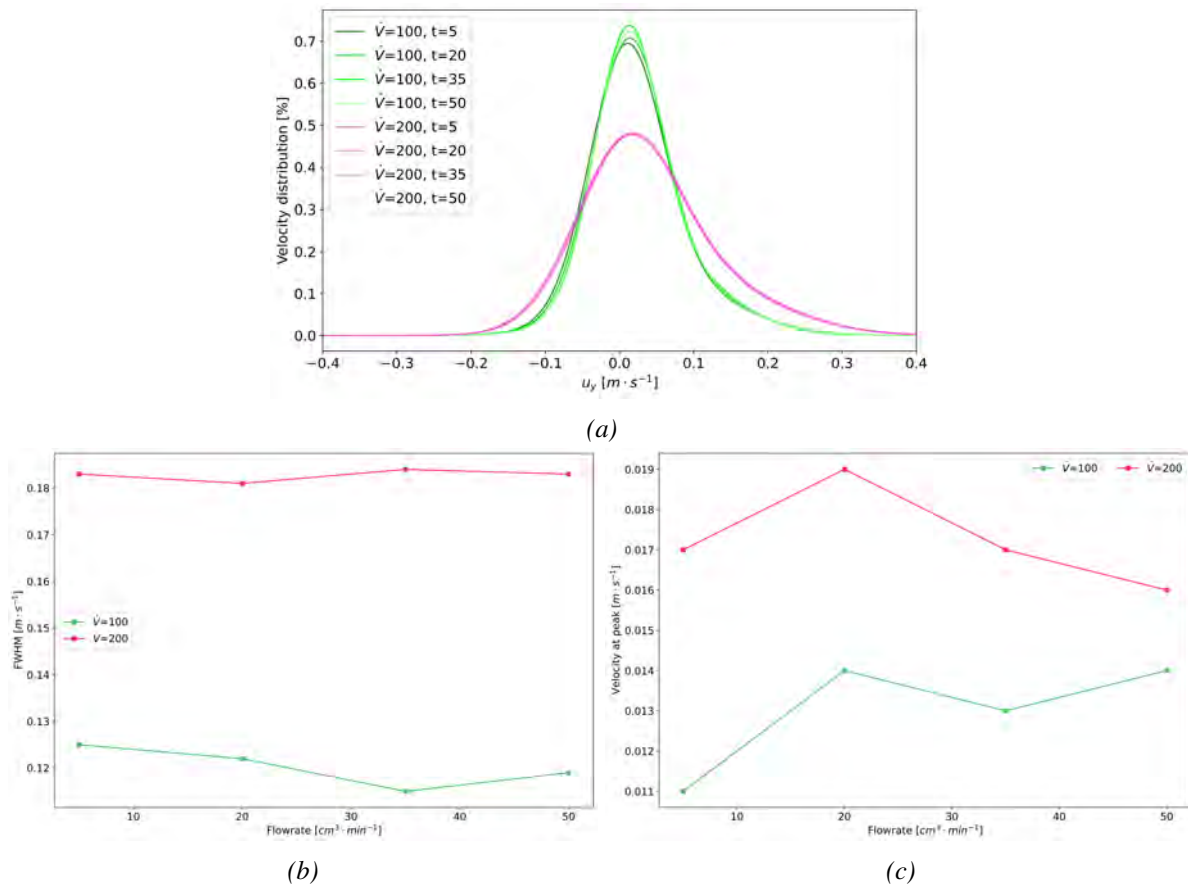 0.7
0.6
0.5
0.4
0.3
0.2
0.1
0.0
Velocity distribution [%]
V̇=100, t=5
V̇=100, t=20
V̇=100, t=35
V̇=100, t=50
V̇=200, t=5
V̇=200, t=20
V̇=200, t=35
V̇=200, t=50
−0.4 −0.3 −0.2 −0.1 0.0 0.1 0.2 0.3 0.4
u_y [m · s⁻¹]
(a)
0.18
0.17
0.16
0.15
0.14
0.13
0.12
FWHM [m · s⁻¹]
V̇=100
V̇=200
10 20 30 40 50
Flowrate [cm³ · min⁻¹]
(b)
0.019
0.018
0.017
0.016
0.015
0.014
0.013
0.012
0.011
Velocity at peak [m · s⁻¹]
V̇=100 V̇=200
10 20 30 40 50
Flowrate [cm³ · min⁻¹]
(c)